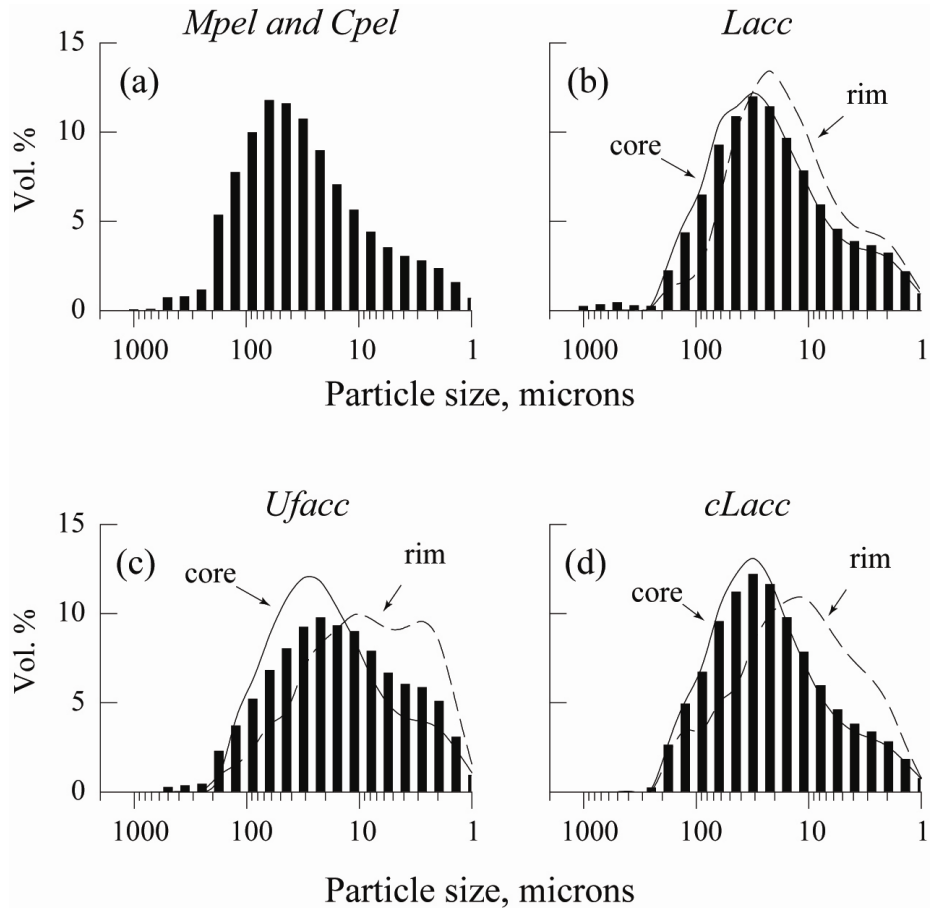 Mpel and Cpel
Lacc
15
10
5
0
Vol. %
(a)
1000 100 10 1
(b)
core
rim
1000 100 10 1
Particle size, microns
Ufacc
cLacc
15
10
5
0
Vol. %
(c)
core
rim
1000 100 10 1
(d)
core
rim
1000 100 10 1
Particle size, microns